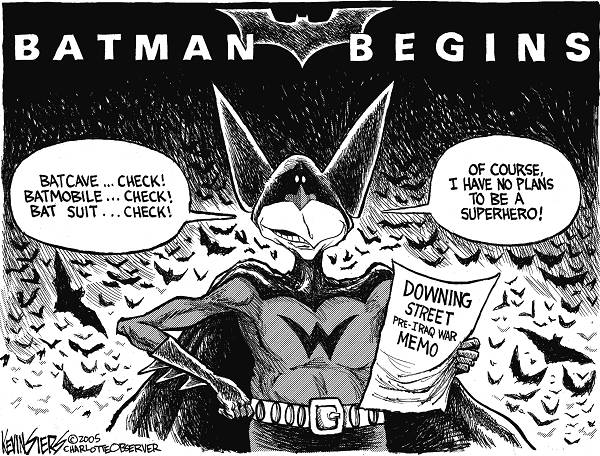 BATMAN BEGINS
BATCAVE ... CHECK!
BATMOBILE ... CHECK!
BAT SUIT ... CHECK!
OF COURSE,
I HAVE NO PLANS
TO BE A
SUPERHERO!
DOWNING
STREET
PRE-IRAQ WAR
MEMO
W
G
KEVIN SIERS ©2005
CHARLOTTE OBSERVER